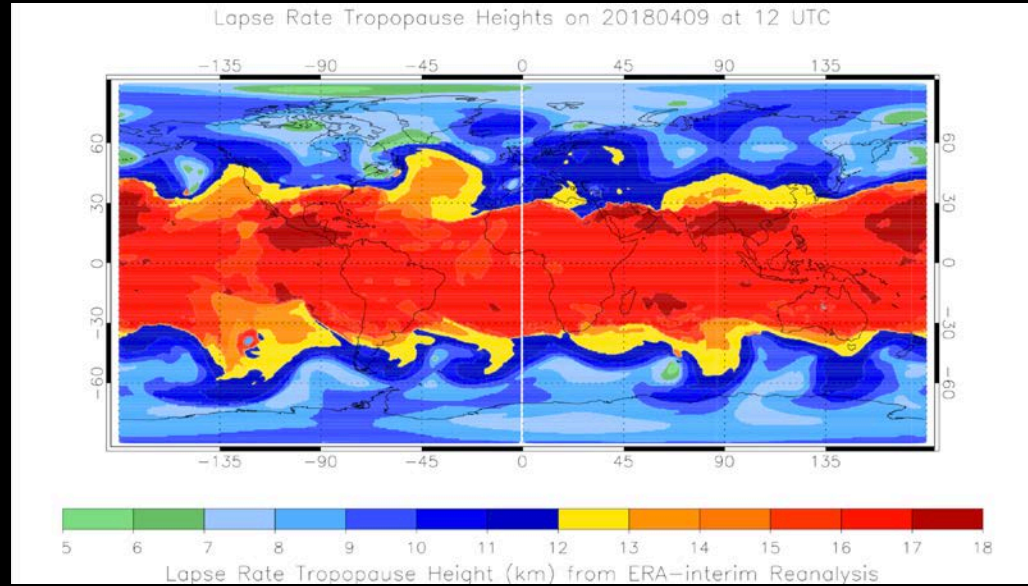 Lapse Rate Tropopause Heights on 20180409 at 12 UTC
−135 −90 −45 0 45 90 135
60 60
30 30
0 0
−30 −30
−60 −60
−135 −90 −45 0 45 90 135
5 6 7 8 9 10 11 12 13 14 15 16 17 18
Lapse Rate Tropopause Height (km) from ERA−interim Reanalysis